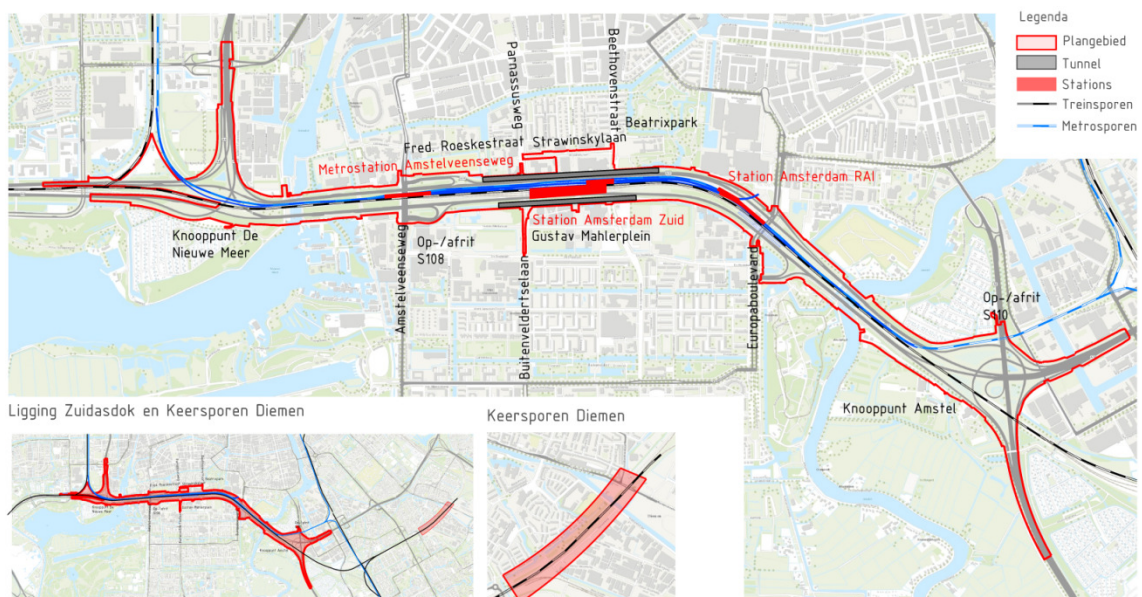 Legenda
Plangebied
Tunnel
Stations
Treinsporen
Metrosporen
Parnassusweg
Beethovenstraat
Beatrixpark
Fred. Roeskestraat Strawinskylaan
Metrostation Amstelveenseweg
Station Amsterdam RAI
Station Amsterdam Zuid
Gustav Mahlerplein
Knooppunt De
Nieuwe Meer
Op-/afrit
S108
Amstelveenseweg
Buitenveldertselaan
Europaboulevard
Op-/afrit
S110
Knooppunt Amstel
Ligging Zuidasdok en Keersporen Diemen
Keersporen Diemen